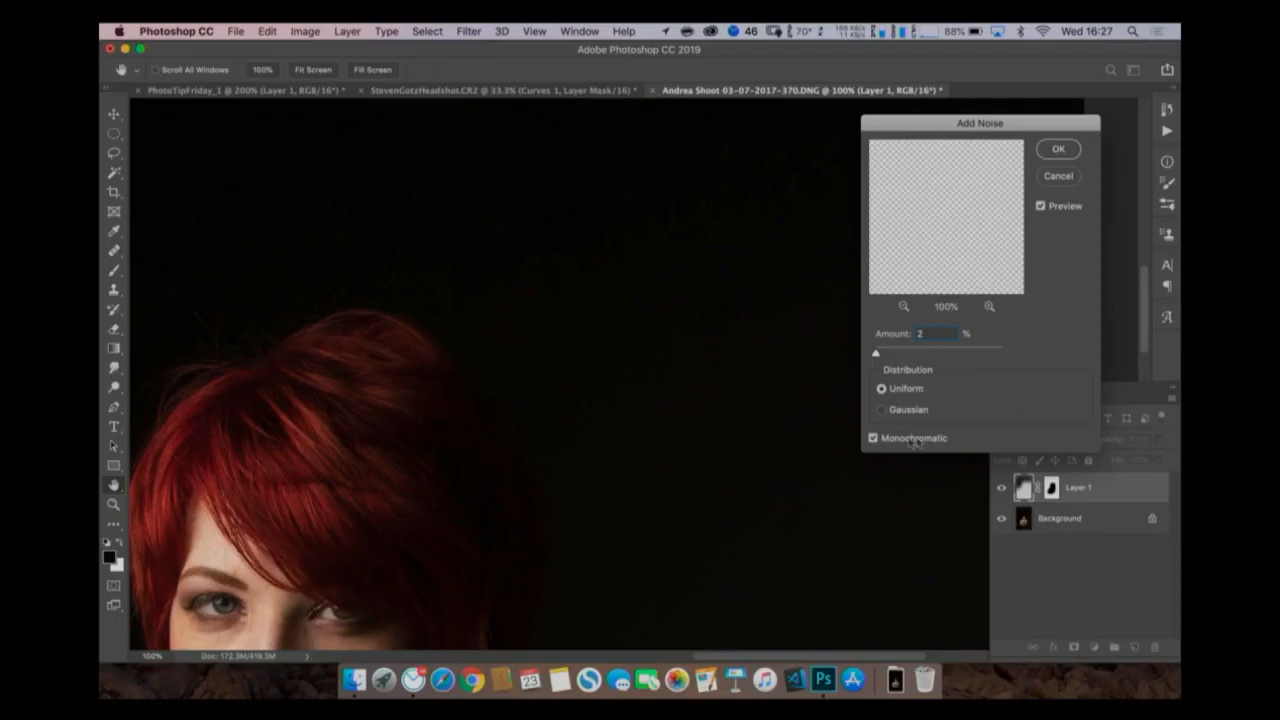 Photoshop CC File Edit Image Layer Type Select Filter 3D View Window Help 46 70° 88% Wed 16:27
Adobe Photoshop CC 2019
Scroll All Windows 100% Fit Screen Fill Screen
PhotoTipFriday_1 @ 200% (Layer 1, RGB/16*) * StevenGotzHeadshot.CR2 @ 33.3% (Curves 1, Layer Mask/16) * Andrea Shoot 03-07-2017-370.DNG @ 100% (Layer 1, RGB/16*) *
Add Noise
OK
Cancel
Preview
100%
Amount: 2 %
Distribution
Uniform
Gaussian
Monochromatic
Layer 1
Background
100% Doc: 172.3M/419.3M
23
Ps